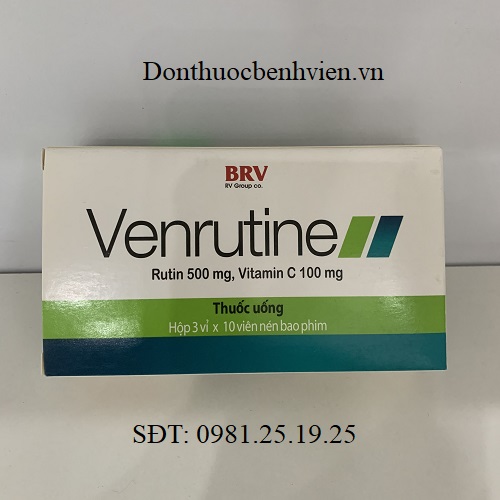 Donthuocbenhvien.vn
BRV
RV Group co.
Venrutine
Rutin 500 mg, Vitamin C 100 mg
Thuốc uống
Hộp 3 vỉ x 10 viên nén bao phim
SĐT: 0981.25.19.25